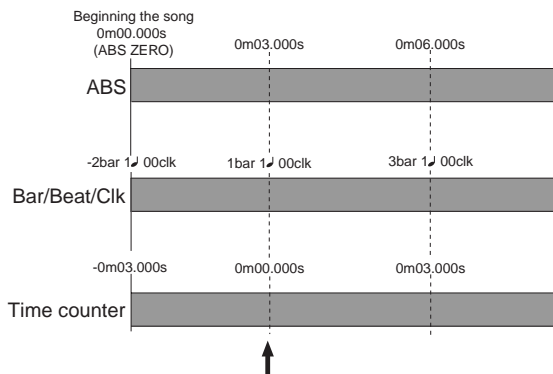 Beginning the song
0m00.000s
(ABS ZERO)
0m03.000s
0m06.000s
ABS
-2bar 1♩ 00clk
1bar 1♩ 00clk
3bar 1♩ 00clk
Bar/Beat/Clk
-0m03.000s
0m00.000s
0m03.000s
Time counter